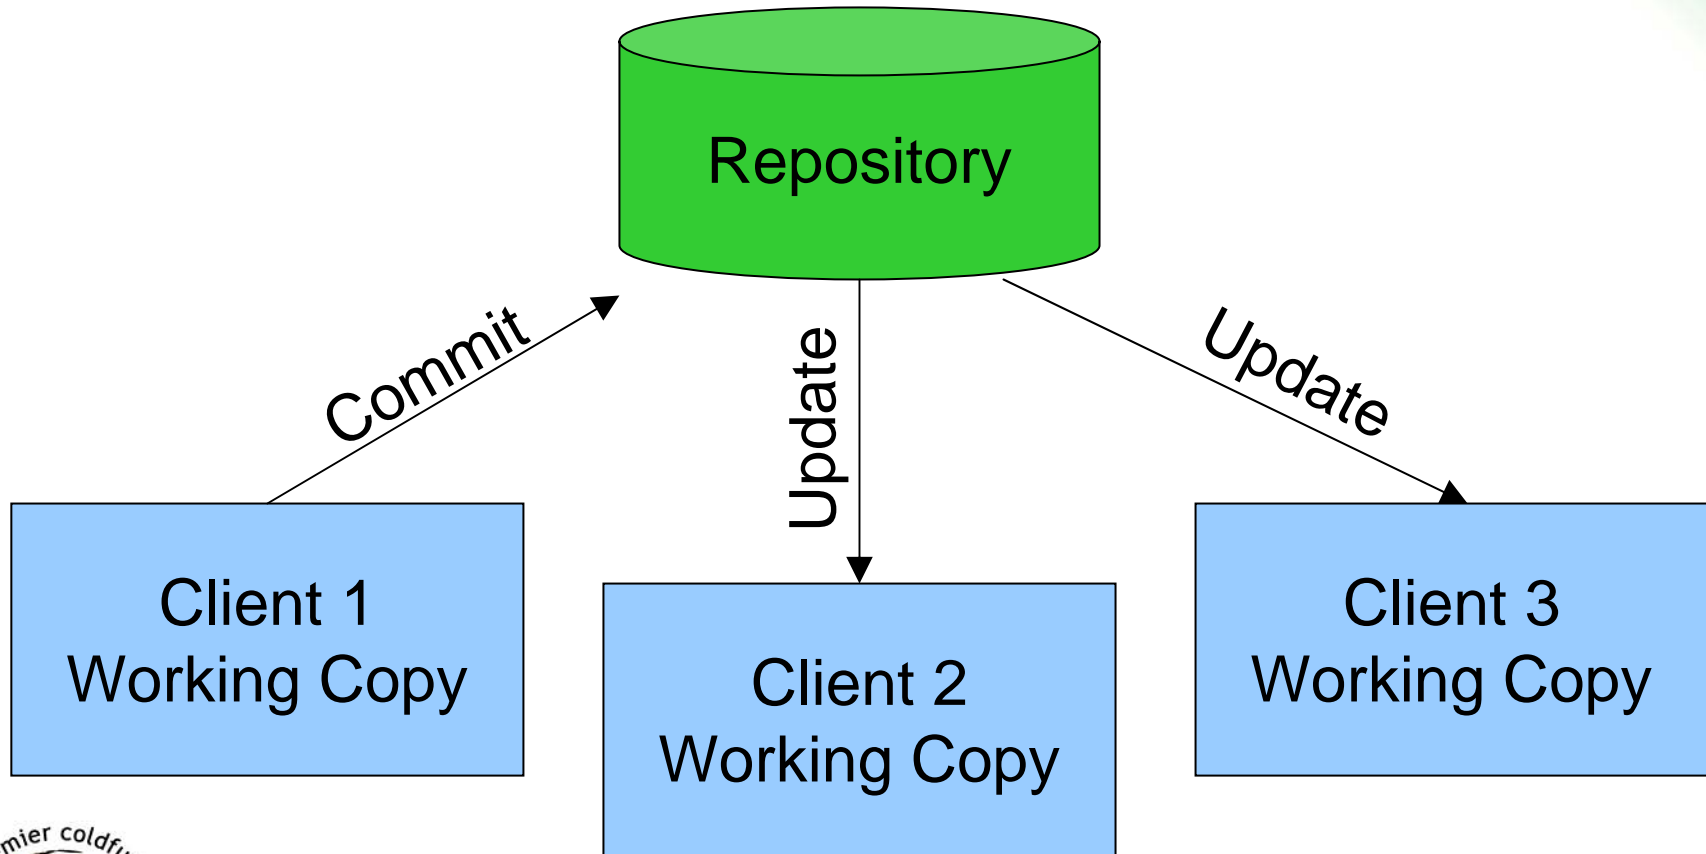 Repository
Commit
Update
Update
Client 1
Working Copy
Client 2
Working Copy
Client 3
Working Copy